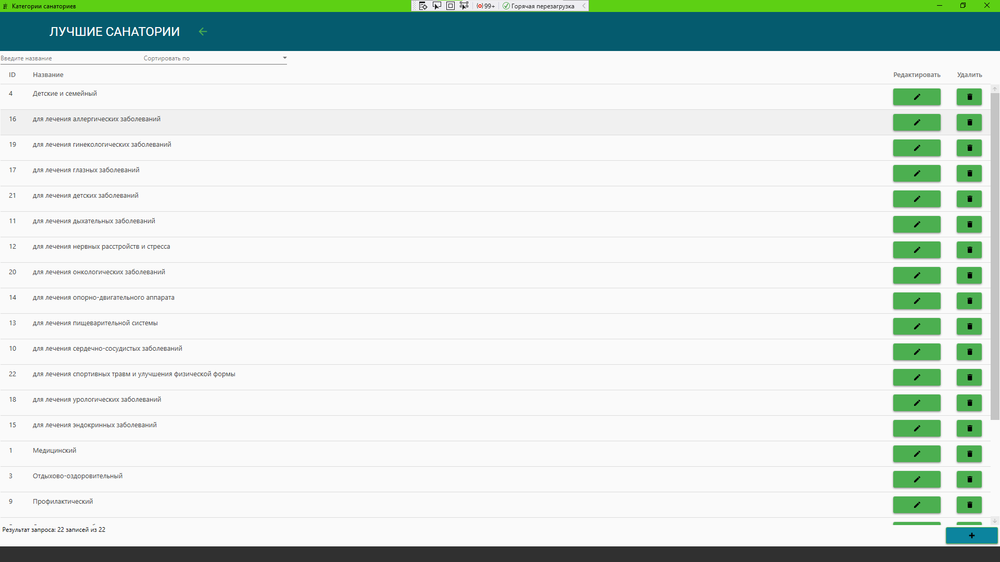 Категории санаториев
99+ Горячая перезагрузка
ЛУЧШИЕ САНАТОРИИ
Введите название Сортировать по
ID Название Редактировать Удалить
4 Детские и семейный
16 для лечения аллергических заболеваний
19 для лечения гинекологических заболеваний
17 для лечения глазных заболеваний
21 для лечения детских заболеваний
11 для лечения дыхательных заболеваний
12 для лечения нервных расстройств и стресса
20 для лечения онкологических заболеваний
14 для лечения опорно-двигательного аппарата
13 для лечения пищеварительной системы
10 для лечения сердечно-сосудистых заболеваний
22 для лечения спортивных травм и улучшения физической формы
18 для лечения урологических заболеваний
15 для лечения эндокринных заболеваний
1 Медицинский
3 Отдыхово-оздоровительный
9 Профилактический
Результат запроса: 22 записей из 22